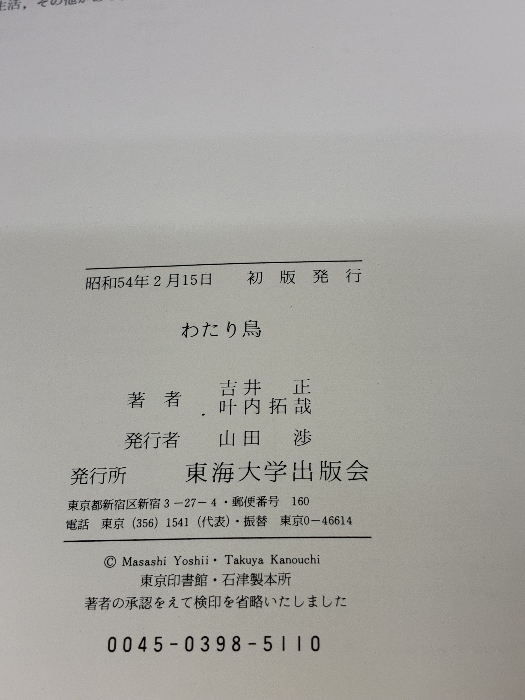 生活，その他
昭和54年2月15日 初版発行
わたり鳥
著者 吉井 正
叶内拓哉
発行者 山田 渉
発行所 東海大学出版会
東京都新宿区新宿3-27-4・郵便番号 160
電話 東京 (356) 1541 (代表)・振替 東京0-46614
© Masashi Yoshii・Takuya Kanouchi
東京印書館・石津製本所
著者の承認をえて検印を省略いたしました
0045-0398-5110